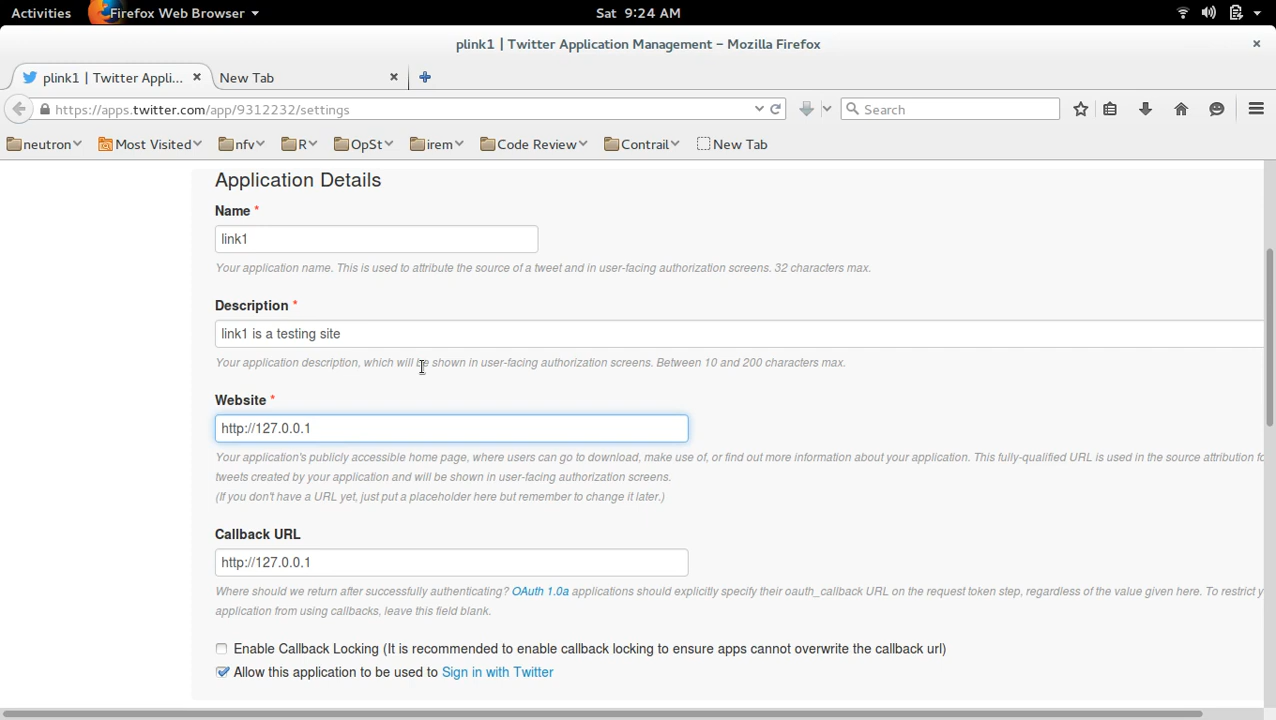 Activities Firefox Web Browser Sat 9:24 AM
plink1 | Twitter Application Management – Mozilla Firefox
plink1 | Twitter Appli... New Tab
https://apps.twitter.com/app/9312232/settings Search
neutron Most Visited nfv R OpSt irem Code Review Contrail New Tab
Application Details
Name *
link1
Your application name. This is used to attribute the source of a tweet and in user-facing authorization screens. 32 characters max.
Description *
link1 is a testing site
Your application description, which will be shown in user-facing authorization screens. Between 10 and 200 characters max.
Website *
http://127.0.0.1
Your application's publicly accessible home page, where users can go to download, make use of, or find out more information about your application. This fully-qualified URL is used in the source attribution fo
tweets created by your application and will be shown in user-facing authorization screens.
(If you don't have a URL yet, just put a placeholder here but remember to change it later.)
Callback URL
http://127.0.0.1
Where should we return after successfully authenticating? OAuth 1.0a applications should explicitly specify their oauth_callback URL on the request token step, regardless of the value given here. To restrict y
application from using callbacks, leave this field blank.
Enable Callback Locking (It is recommended to enable callback locking to ensure apps cannot overwrite the callback url)
Allow this application to be used to Sign in with Twitter